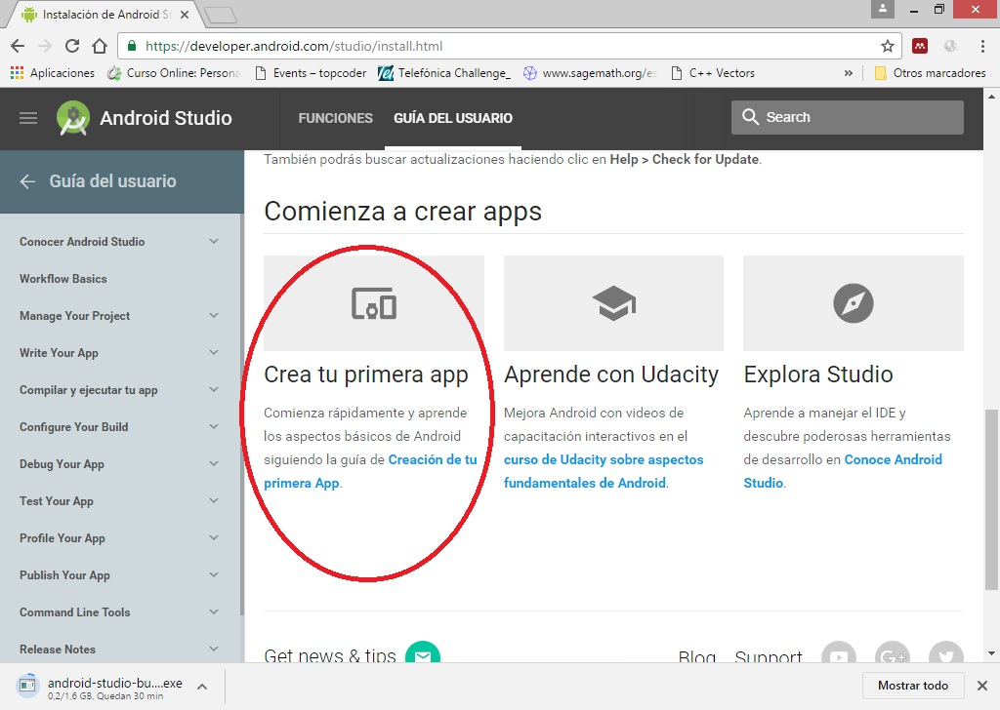 Instalación de Android S
https://developer.android.com/studio/install.html
Aplicaciones
Curso Online: Persona
Events – topcoder
Telefónica Challenge_
www.sagemath.org/es
C++ Vectors
»
Otros marcadores
Android Studio
FUNCIONES
GUÍA DEL USUARIO
Search
Guía del usuario
Conocer Android Studio
Workflow Basics
Manage Your Project
Write Your App
Compilar y ejecutar tu app
Configure Your Build
Debug Your App
Test Your App
Profile Your App
Publish Your App
Command Line Tools
Release Notes
También podrás buscar actualizaciones haciendo clic en Help > Check for Update.
Comienza a crear apps
Crea tu primera app
Comienza rápidamente y aprende
los aspectos básicos de Android
siguiendo la guía de Creación de tu
primera App.
Aprende con Udacity
Mejora Android con videos de
capacitación interactivos en el
curso de Udacity sobre aspectos
fundamentales de Android.
Explora Studio
Aprende a manejar el IDE y
descubre poderosas herramientas
de desarrollo en Conoce Android
Studio.
Get news & tips
Blog
Support
G+
android-studio-bu....exe
0,2/1,6 GB, Quedan 30 min
Mostrar todo